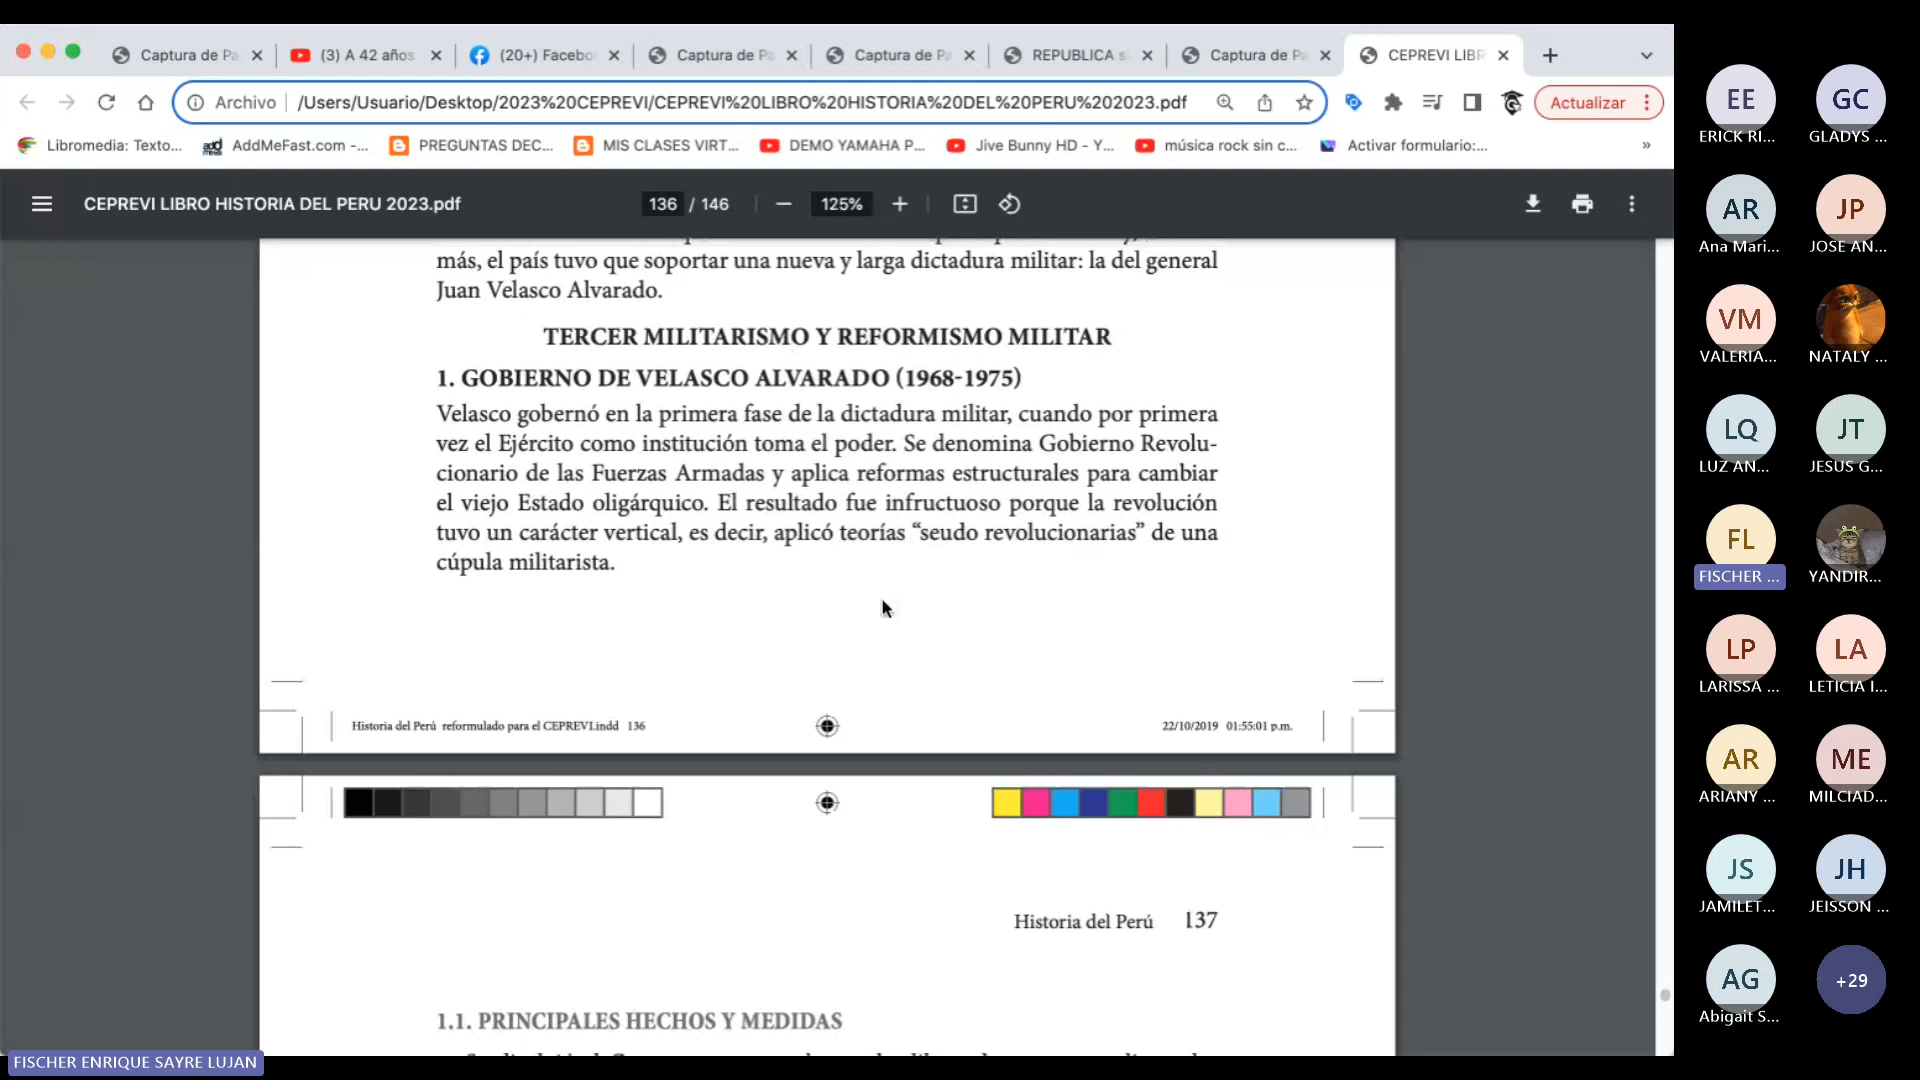 Captura de Pa
(3) A 42 años
(20+) Facebo
Captura de Pa
Captura de Pa
REPUBLICA s
Captura de Pa
CEPREVI LIBR
Archivo
/Users/Usuario/Desktop/2023%20CEPREVI/CEPREVI%20LIBRO%20HISTORIA%20DEL%20PERU%202023.pdf
Actualizar
Libromedia: Texto...
AddMeFast.com -...
PREGUNTAS DEC...
MIS CLASES VIRT...
DEMO YAMAHA P...
Jive Bunny HD - Y...
música rock sin c...
Activar formulario:...
»
CEPREVI LIBRO HISTORIA DEL PERU 2023.pdf
136 / 146
125%
más, el país tuvo que soportar una nueva y larga dictadura militar: la del general
Juan Velasco Alvarado.
TERCER MILITARISMO Y REFORMISMO MILITAR
1. GOBIERNO DE VELASCO ALVARADO (1968-1975)
Velasco gobernó en la primera fase de la dictadura militar, cuando por primera
vez el Ejército como institución toma el poder. Se denomina Gobierno Revolu-
cionario de las Fuerzas Armadas y aplica reformas estructurales para cambiar
el viejo Estado oligárquico. El resultado fue infructuoso porque la revolución
tuvo un carácter vertical, es decir, aplicó teorías “seudo revolucionarias” de una
cúpula militarista.
Historia del Perú reformulado para el CEPREVI.indd 136
22/10/2019 01:55:01 p.m.
Historia del Perú 137
1.1. PRINCIPALES HECHOS Y MEDIDAS
FISCHER ENRIQUE SAYRE LUJAN
EE
ERICK RI...
GC
GLADYS ...
AR
Ana Mari...
JP
JOSE AN...
VM
VALERIA...
NATALY ...
LQ
LUZ AN...
JT
JESUS G...
FL
FISCHER ...
YANDIR...
LP
LARISSA ...
LA
LETICIA I...
AR
ARIANY ...
ME
MILCIAD...
JS
JAMILET...
JH
JEISSON ...
AG
Abigait S...
+29